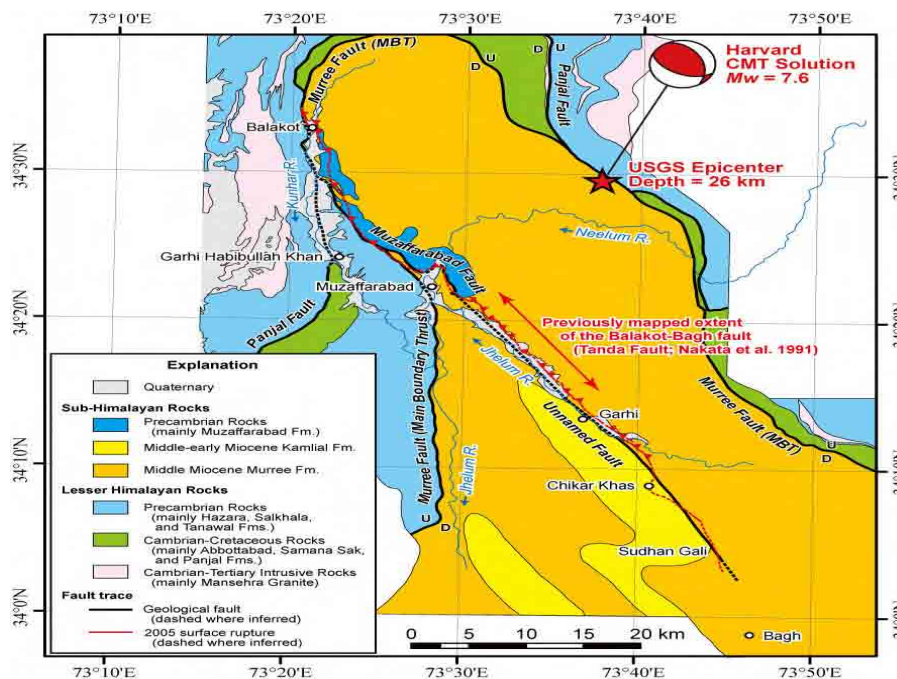 73°10'E
73°20'E
73°30'E
73°40'E
73°50'E
Murree Fault (MBT)
U
D
D
U
Panjal Fault
Harvard
CMT Solution
Mw = 7.6
Balakot
34°30'N
USGS Epicenter
Depth = 26 km
Kunhar R.
Neelum R.
Muzaffarabad Fault
Garhi Habibullah Khan
Muzaffarabad
34°20'N
Panjal Fault
Previously mapped extent
of the Balakot-Bagh fault
(Tanda Fault; Nakata et al. 1991)
Jhelum R.
Murree Fault (Main Boundary Thrust)
Garhi
Unnamed Fault
Murree Fault (MBT)
U
D
34°10'N
Jhelum R.
Chikar Khas
U
D
Sudhan Gali
34°0'N
Bagh
Explanation
Quaternary
Sub-Himalayan Rocks
Precambrian Rocks
(mainly Muzaffarabad Fm.)
Middle-early Miocene Kamlial Fm.
Middle Miocene Murree Fm.
Lesser Himalayan Rocks
Precambrian Rocks
(mainly Hazara, Salkhala,
and Tanawal Fms.)
Cambrian-Cretaceous Rocks
(mainly Abbottabad, Samana Sak,
and Panjal Fms.)
Cambrian-Tertiary Intrusive Rocks
(mainly Mansehra Granite)
Fault trace
Geological fault
(dashed where inferred)
2005 surface rupture
(dashed where inferred)
0 5 10 15 20 km
73°10'E
73°20'E
73°30'E
73°40'E
73°50'E